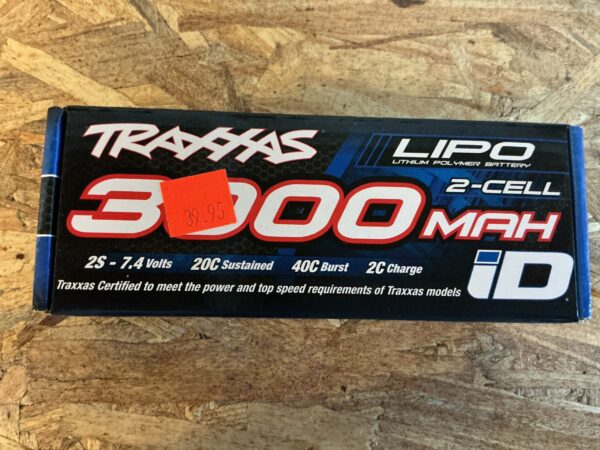 TRAXXAS
LIPO
LITHIUM POLYMER BATTERY
2-CELL
3000 MAH
39.95
2S - 7.4 Volts 20C Sustained 40C Burst 2C Charge
Traxxas Certified to meet the power and top speed requirements of Traxxas models
iD